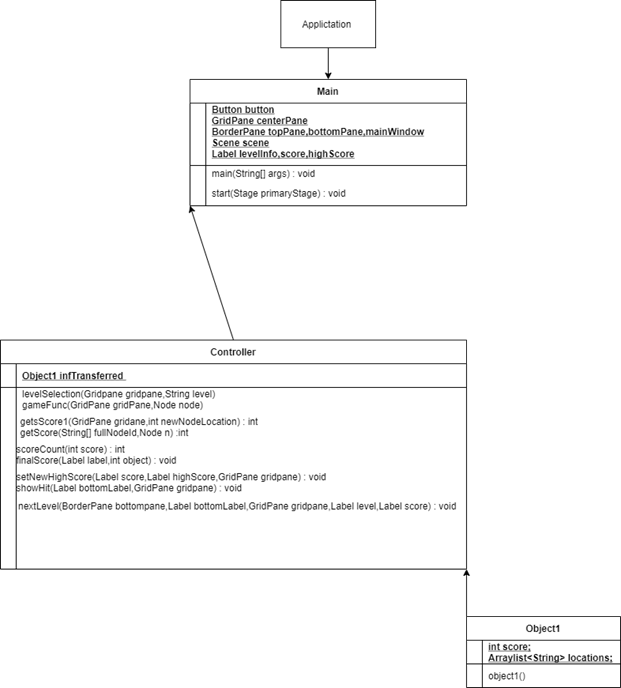 Applictation
Main
Button button
GridPane centerPane
BorderPane topPane,bottomPane,mainWindow
Scene scene
Label levelInfo,score,highScore
main(String[] args) : void
start(Stage primaryStage) : void
Controller
Object1 infTransferred
levelSelection(Gridpane gridpane,String level)
gameFunc(GridPane gridPane,Node node)
getsScore1(GridPane gridane,int newNodeLocation) : int
getScore(String[] fullNodeId,Node n) :int
scoreCount(int score) : int
finalScore(Label label,int object) : void
setNewHighScore(Label score,Label highScore,GridPane gridpane) : void
showHit(Label bottomLabel,GridPane gridpane) : void
nextLevel(BorderPane bottompane,Label bottomLabel,GridPane gridpane,Label level,Label score) : void
Object1
int score;
Arraylist<String> locations;
object1()